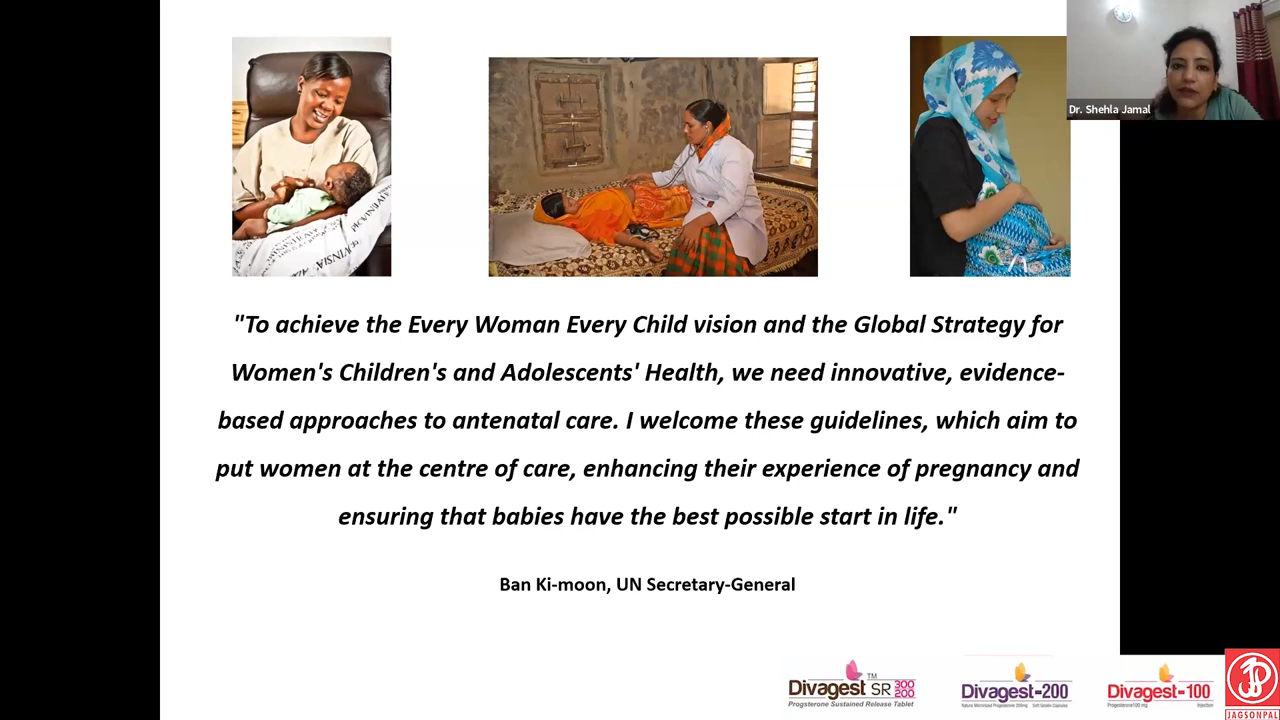 Dr. Shehla Jamal
"To achieve the Every Woman Every Child vision and the Global Strategy for
Women's Children's and Adolescents' Health, we need innovative, evidence-
based approaches to antenatal care. I welcome these guidelines, which aim to
put women at the centre of care, enhancing their experience of pregnancy and
ensuring that babies have the best possible start in life."
Ban Ki-moon, UN Secretary-General
Divagest SR 300 200 TM
Progsterone Sustained Release Tablet
Divagest-200
Natural Micronized Progesterone 200mg Soft Gelatin Capsules
Divagest-100
Progesterone 100 mg Injection
JAGSONPAL